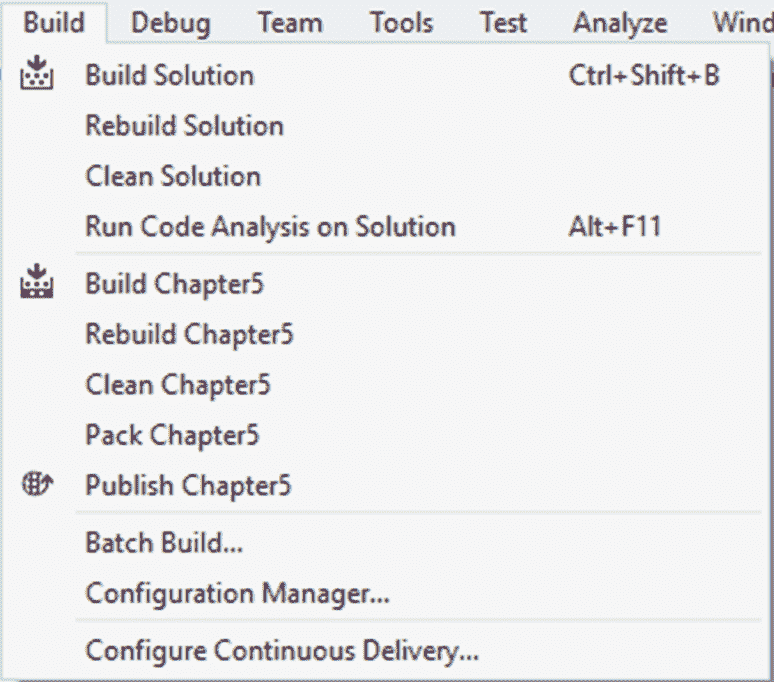 Build Debug Team Tools Test Analyze Wind
Build Solution Ctrl+Shift+B
Rebuild Solution
Clean Solution
Run Code Analysis on Solution Alt+F11
Build Chapter5
Rebuild Chapter5
Clean Chapter5
Pack Chapter5
Publish Chapter5
Batch Build...
Configuration Manager...
Configure Continuous Delivery...